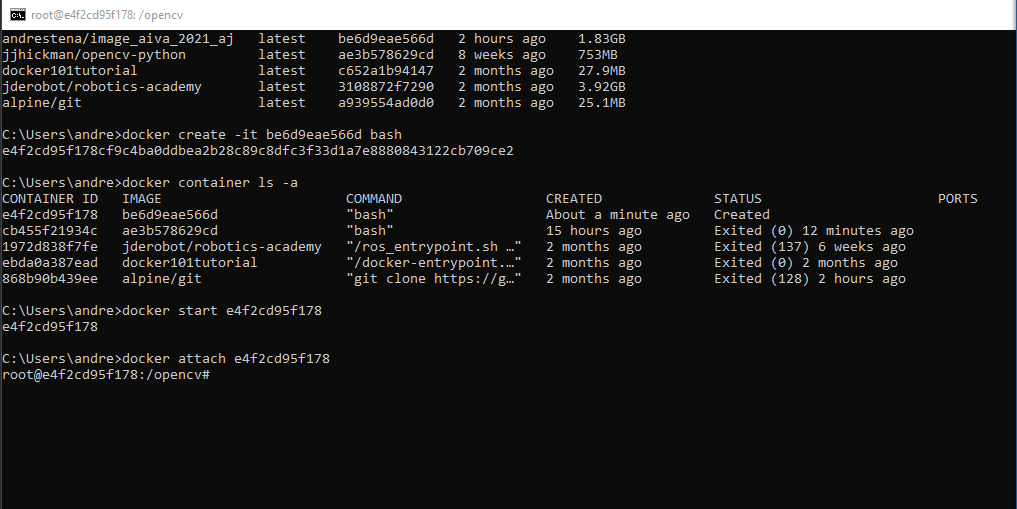 root@e4f2cd95f178: /opencv
andrestena/image_aiva_2021_aj   latest    be6d9eae566d   2 hours ago    1.83GB
jjhickman/opencv-python         latest    ae3b578629cd   8 weeks ago    753MB
docker101tutorial               latest    c652a1b94147   2 months ago   27.9MB
jderobot/robotics-academy       latest    3108872f7290   2 months ago   3.92GB
alpine/git                      latest    a939554ad0d0   2 months ago   25.1MB
C:\Users\andre>docker create -it be6d9eae566d bash
e4f2cd95f178cf9c4ba0ddbea2b28c89c8dfc3f33d1a7e8880843122cb709ce2
C:\Users\andre>docker container ls -a
CONTAINER ID   IMAGE                       COMMAND                  CREATED              STATUS                      PORTS
e4f2cd95f178   be6d9eae566d                "bash"                   About a minute ago   Created
cb455f21934c   ae3b578629cd                "bash"                   15 hours ago         Exited (0) 12 minutes ago
1972d838f7fe   jderobot/robotics-academy   "/ros_entrypoint.sh …"   2 months ago         Exited (137) 6 weeks ago
ebda0a387ead   docker101tutorial           "/docker-entrypoint.…"   2 months ago         Exited (0) 2 months ago
868b90b439ee   alpine/git                  "git clone https://g…"   2 months ago         Exited (128) 2 hours ago
C:\Users\andre>docker start e4f2cd95f178
e4f2cd95f178
C:\Users\andre>docker attach e4f2cd95f178
root@e4f2cd95f178:/opencv#